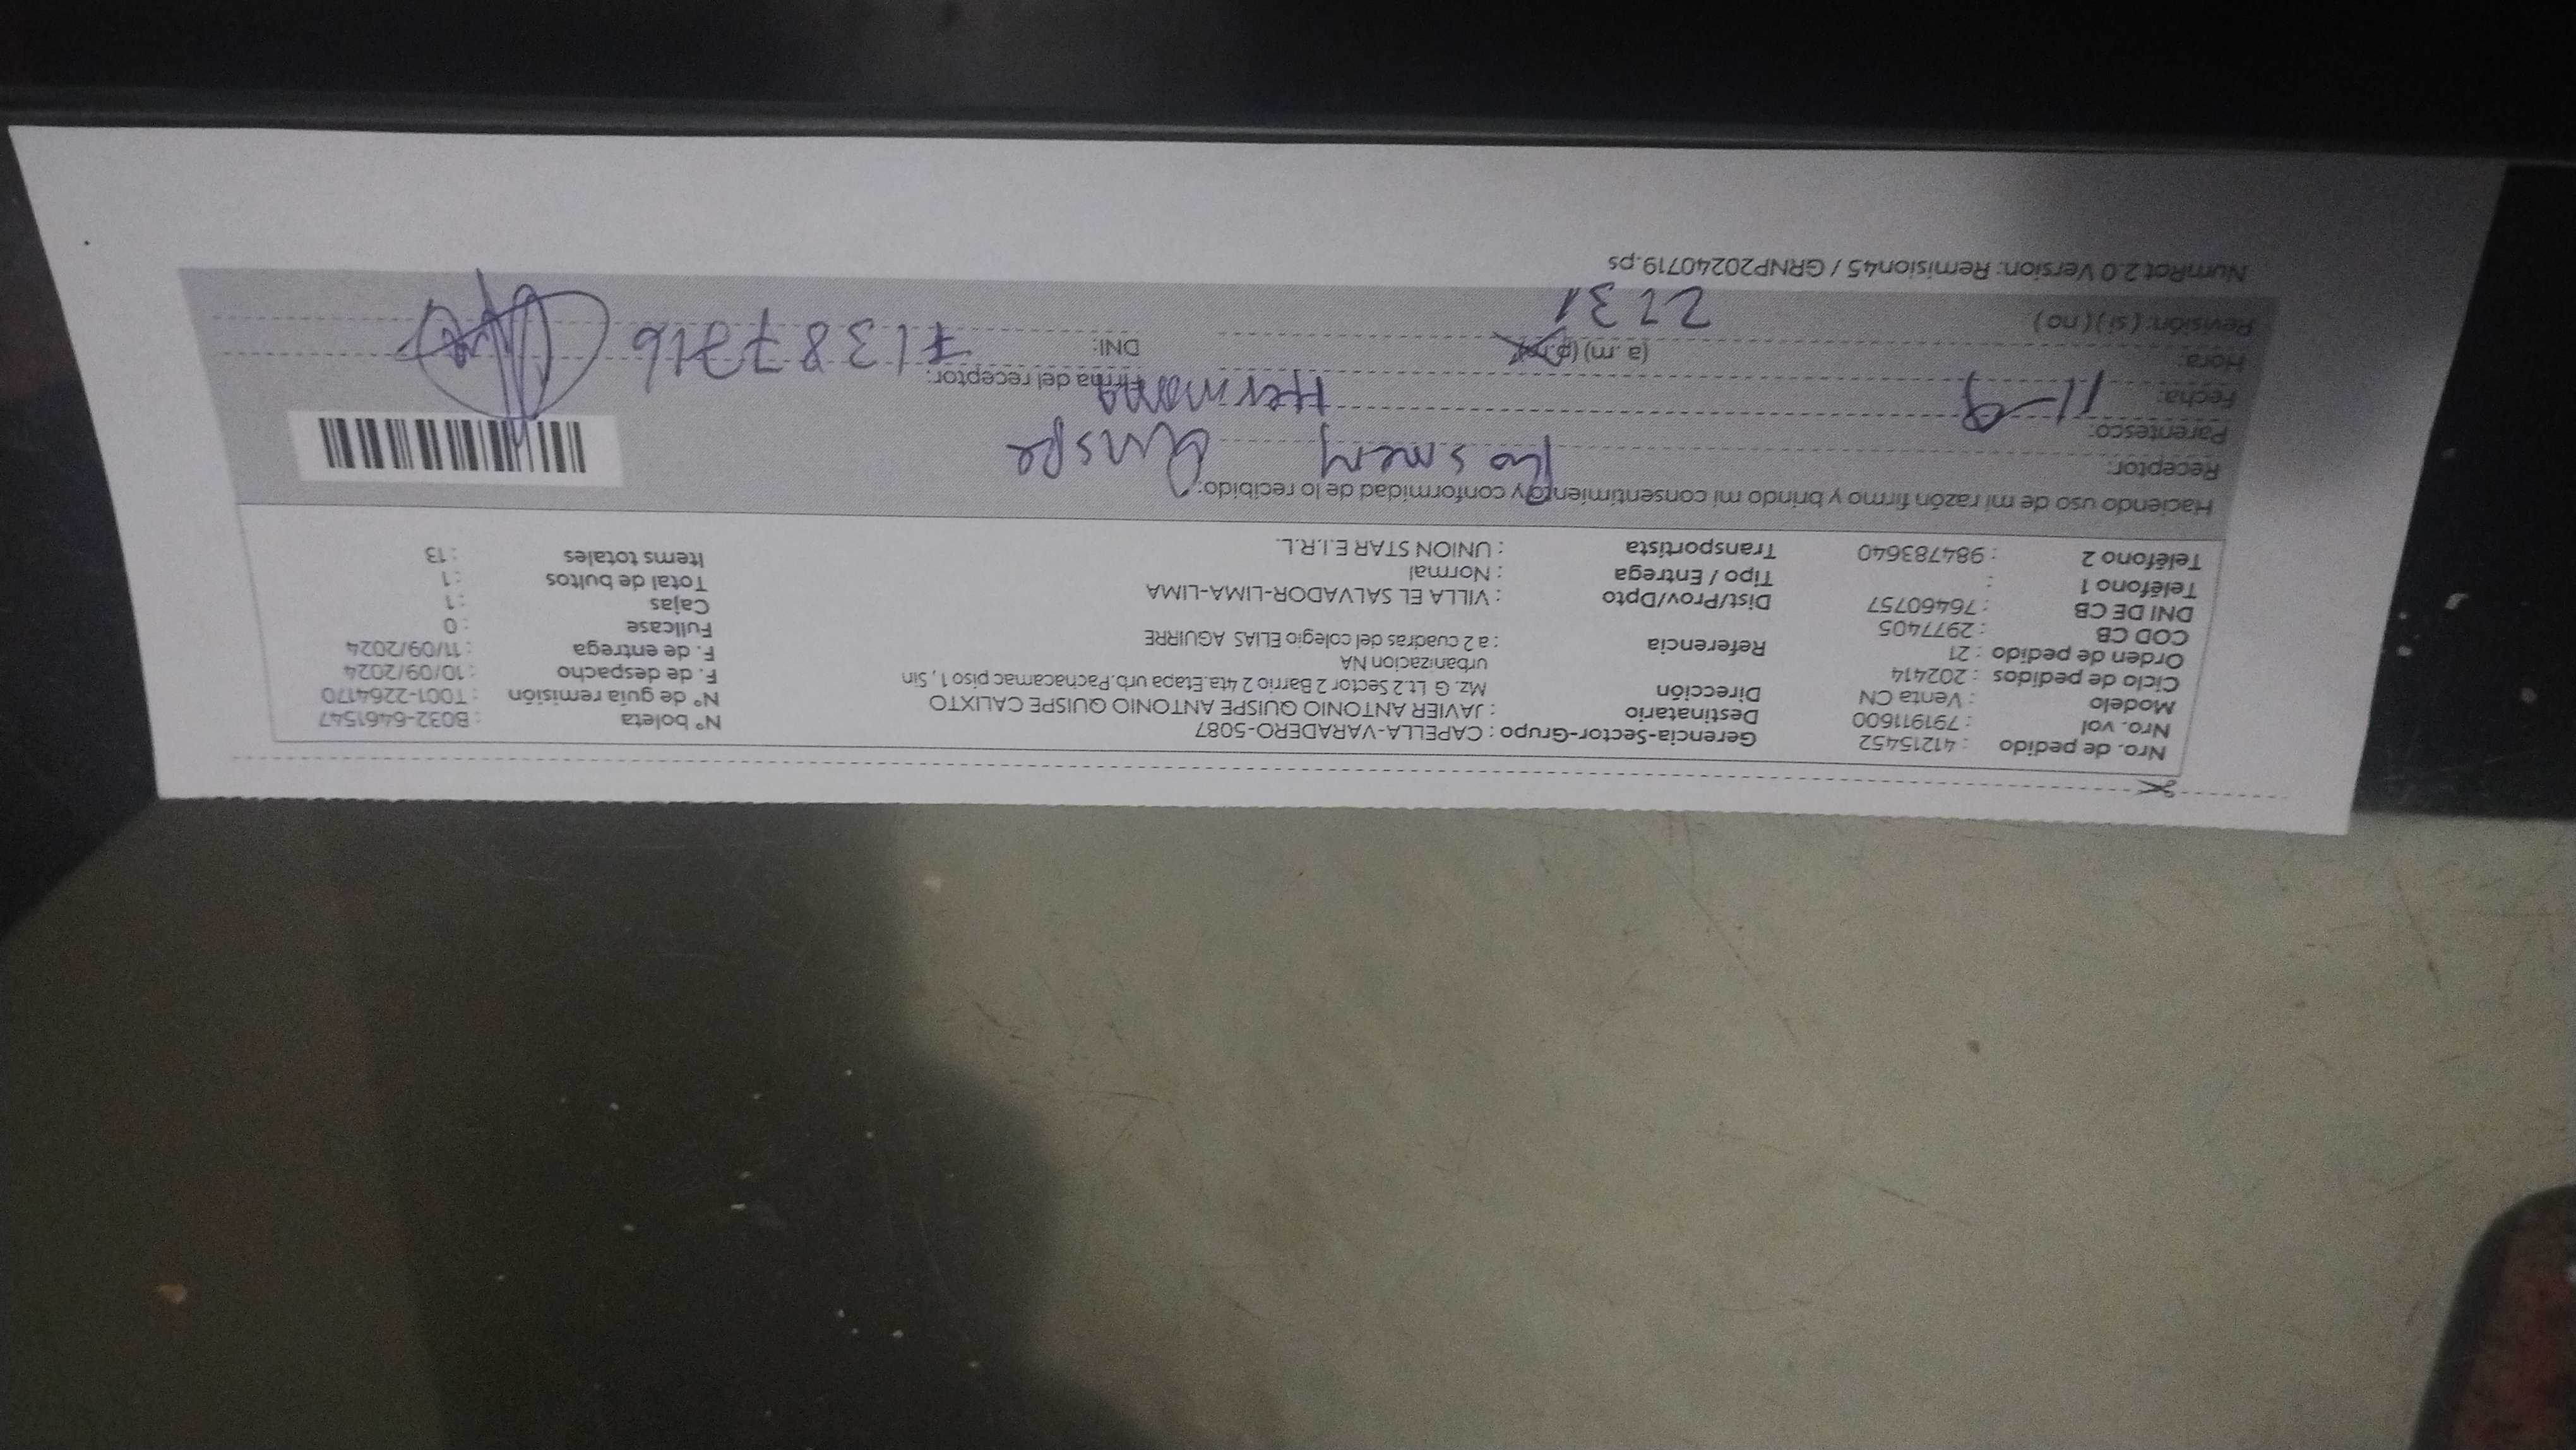 Nro. de pedido : 41215452 Gerencia-Sector-Grupo : CAPELLA-VARADERO-5087 N° boleta : B032-6461547
Nro. vol : 791911600 Destinatario : JAVIER ANTONIO QUISPE ANTONIO QUISPE CALIXTO N° de guía remisión : T001-2264170
Modelo : Venta CN Dirección Mz. G Lt. 2 Sector 2 Barrio 2 4ta. Etapa urb. Pachacamac piso 1, Sin F. de despacho : 10/09/2024
Ciclo de pedidos : 202414 urbanizacion NA F. de entrega : 11/09/2024
Orden de pedido : 21 Referencia : a 2 cuadras del colegio ELIAS AGUIRRE Fullcase : 0
COD CB : 2977405 Cajas : 1
DNI DE CB : 76460757 Dist/Prov/Dpto : VILLA EL SALVADOR-LIMA-LIMA Total de bultos : 1
Teléfono 1 : Tipo / Entrega : Normal Items totales : 13
Teléfono 2 : 984783640 Transportista : UNION STAR E.I.R.L.
Haciendo uso de mi razón firmo y brindo mi consentimiento y conformidad de lo recibido:
Receptor: Rosmery Quispe
Parentesco: Hermana
Fecha: 11-9 Firma del receptor:
Hora: (a.m) (p.m) DNI: 71387716
Revisión: (si) (no) 2231
NumRot 2.0 Version: Remision45 / GRNP20240719.ps